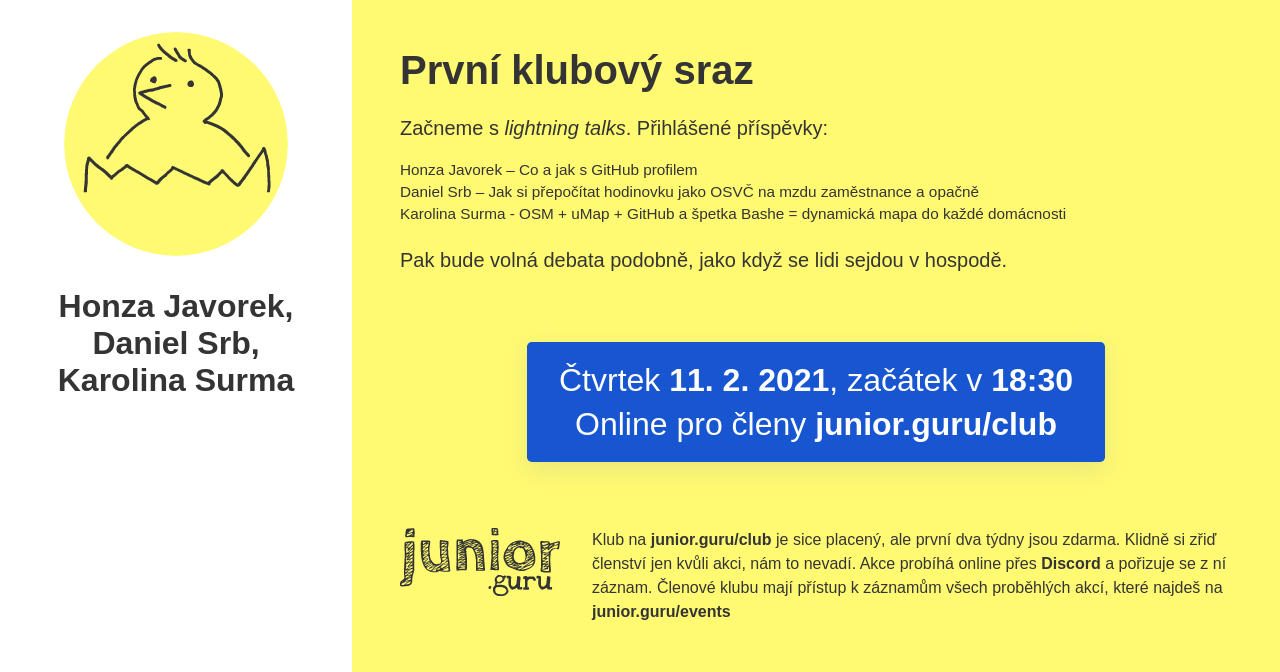 Honza Javorek,
Daniel Srb,
Karolina Surma
První klubový sraz
Začneme s lightning talks. Přihlášené příspěvky:
Honza Javorek – Co a jak s GitHub profilem
Daniel Srb – Jak si přepočítat hodinovku jako OSVČ na mzdu zaměstnance a opačně
Karolina Surma - OSM + uMap + GitHub a špetka Bashe = dynamická mapa do každé domácnosti
Pak bude volná debata podobně, jako když se lidi sejdou v hospodě.
Čtvrtek 11. 2. 2021, začátek v 18:30
Online pro členy junior.guru/club
junior
.guru
Klub na junior.guru/club je sice placený, ale první dva týdny jsou zdarma. Klidně si zřiď
členství jen kvůli akci, nám to nevadí. Akce probíhá online přes Discord a pořizuje se z ní
záznam. Členové klubu mají přístup k záznamům všech proběhlých akcí, které najdeš na
junior.guru/events